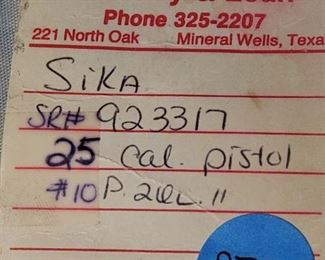 Phone 325-2207
221 North Oak Mineral Wells, Texa
SiKA
SR# 923317
25 Cal. pistol
#10 P.